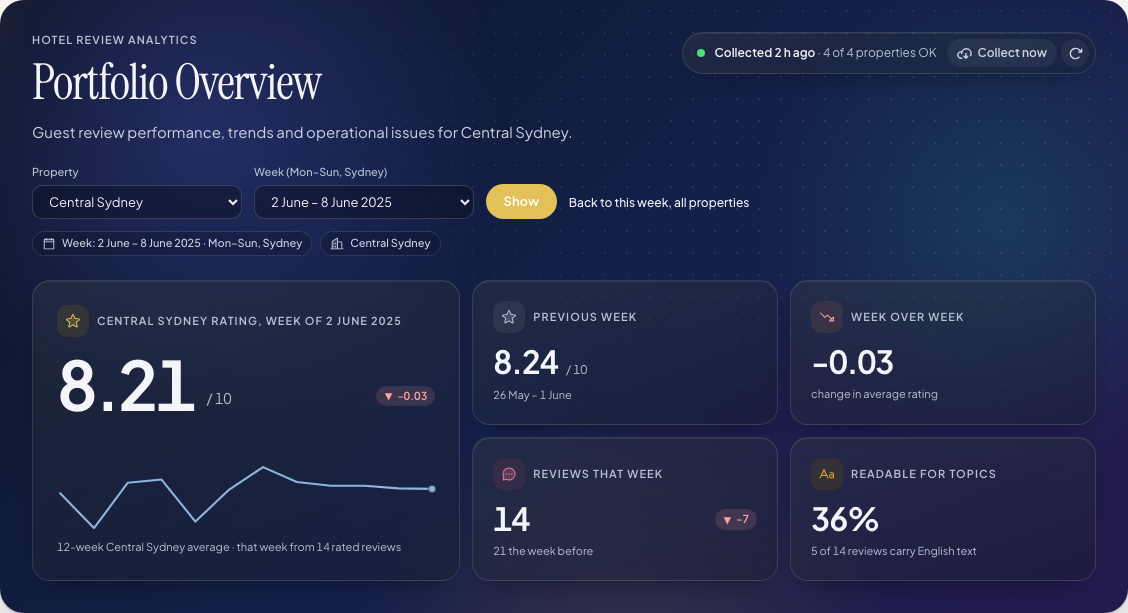 HOTEL REVIEW ANALYTICS
Portfolio Overview
Collected 2 h ago · 4 of 4 properties OK
Collect now
Guest review performance, trends and operational issues for Central Sydney.
Property
Week (Mon–Sun, Sydney)
Central Sydney
2 June – 8 June 2025
Show
Back to this week, all properties
Week: 2 June – 8 June 2025 · Mon–Sun, Sydney
Central Sydney
CENTRAL SYDNEY RATING, WEEK OF 2 JUNE 2025
8.21 / 10
▼ −0.03
12-week Central Sydney average · that week from 14 rated reviews
PREVIOUS WEEK
8.24 / 10
26 May – 1 June
WEEK OVER WEEK
−0.03
change in average rating
REVIEWS THAT WEEK
14
▼ −7
21 the week before
Aa READABLE FOR TOPICS
36%
5 of 14 reviews carry English text